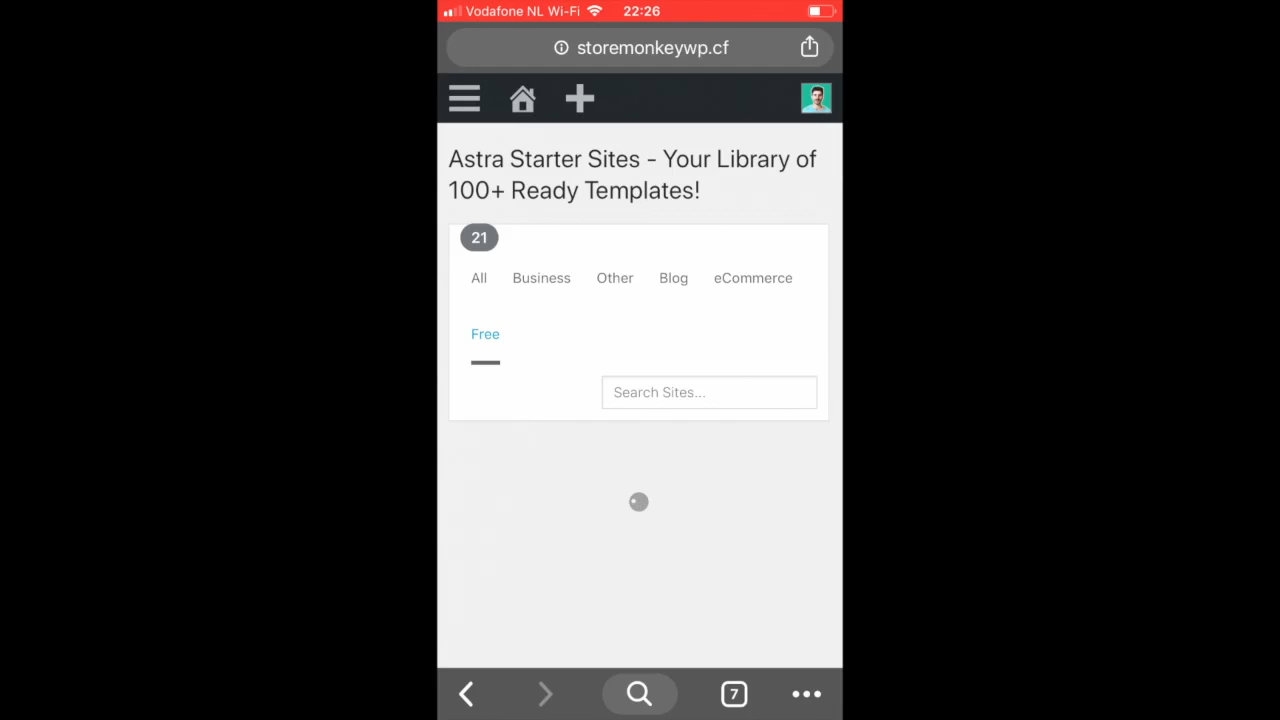 Vodafone NL Wi-Fi 22:26
storemonkeywp.cf
Astra Starter Sites - Your Library of
100+ Ready Templates!
21
All Business Other Blog eCommerce
Free
Search Sites...
7